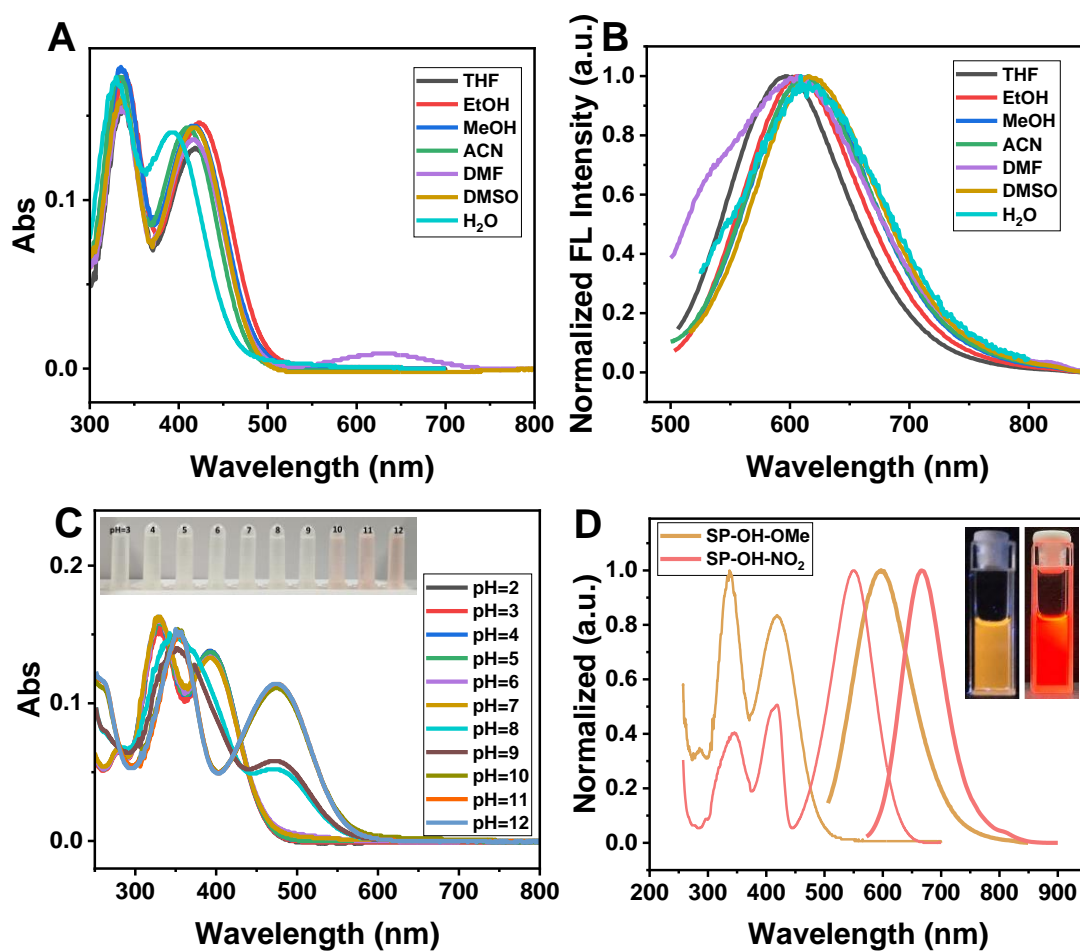 A
Abs
0.1
0.0
300 400 500 600 700 800
Wavelength (nm)
THF
EtOH
MeOH
ACN
DMF
DMSO
H2O
B
Normalized FL Intensity (a.u.)
1.0
0.8
0.6
0.4
0.2
0.0
500 600 700 800
Wavelength (nm)
THF
EtOH
MeOH
ACN
DMF
DMSO
H2O
C
pH=3 4 5 6 7 8 9 10 11 12
Abs
0.2
0.1
0.0
300 400 500 600 700 800
Wavelength (nm)
pH=2
pH=3
pH=4
pH=5
pH=6
pH=7
pH=8
pH=9
pH=10
pH=11
pH=12
D
SP-OH-OMe
SP-OH-NO2
Normalized (a.u.)
1.0
0.8
0.6
0.4
0.2
0.0
200 300 400 500 600 700 800 900
Wavelength (nm)